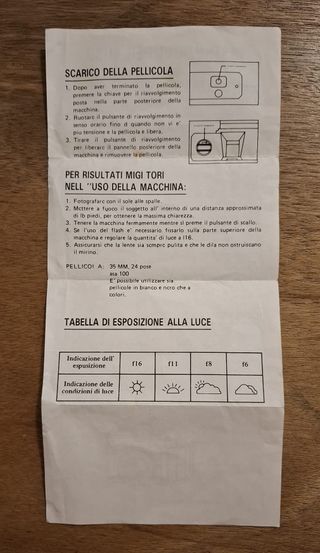 SCARICO DELLA PELLICOLA
1. Dopo aver terminato la pellicola,
premere la chiave per il riavvolgimento
posta nella parte posteriore della
macchina.
2. Ruotare il pulsante di riavvolgimento in
senso orario fino d quando non vi e'
piu tensione e la pellicola e libera.
3. Tirare il pulsante di riavvolgimento
per liberare il pannello posteriore della
macchina e rimuovere la pellicola.
PER RISULTATI MIGI TORI
NELL "USO DELLA MACCHINA:
1. Fotografare con il sole alle spalle.
2. Mettere a fuoco il soggetto all' interno di una distanza approssimata
di lb piedi, per ottenere la massima chiarezza.
3. Tenere la macchina fermamente mentre si preme il pulsante di scatto.
4. Se l'uso del flash e' necessario fissarlo sulla parte superiore della
macchina e regolare la quantita' di luce a f16.
5. Assicurarsi che la lente sia sempre pulita e che le dila non ostruiscano
il mirino.
PELLICOI A: 35 MM, 24 pose
asa 100
E' possibile utilizzare sia
pellicole in bianco e nero che a
colori.
TABELLA DI ESPOSIZIONE ALLA LUCE
Indicazione dell' esposizione f16 f11 f8 f6
Indicazione delle condizioni di luce